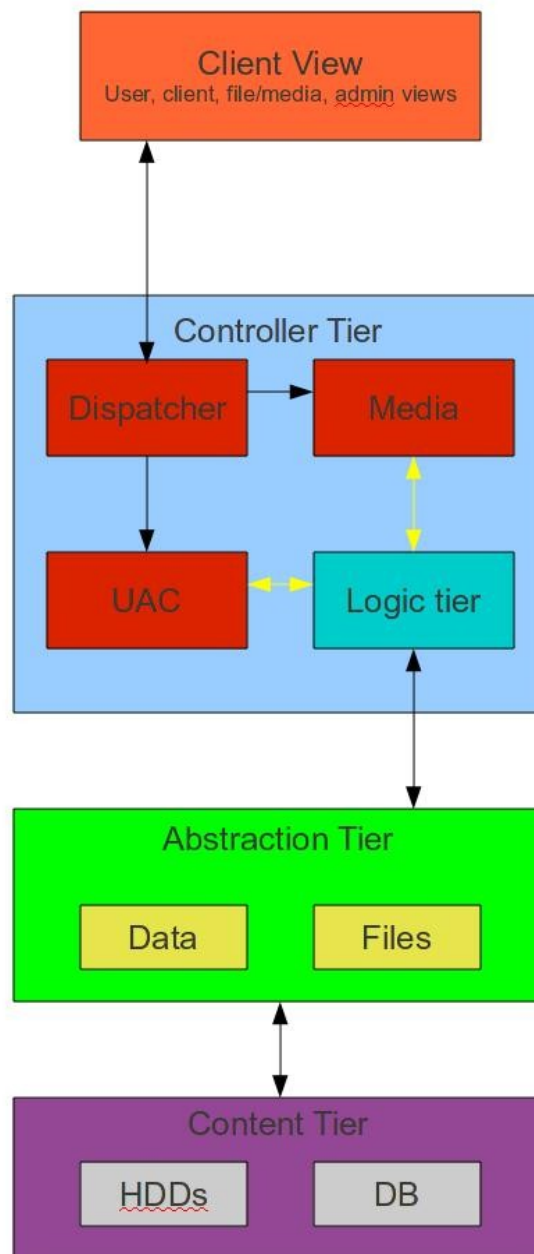 Client View
User, client, file/media, admin views
Controller Tier
Dispatcher
Media
UAC
Logic tier
Abstraction Tier
Data
Files
Content Tier
HDDs
DB